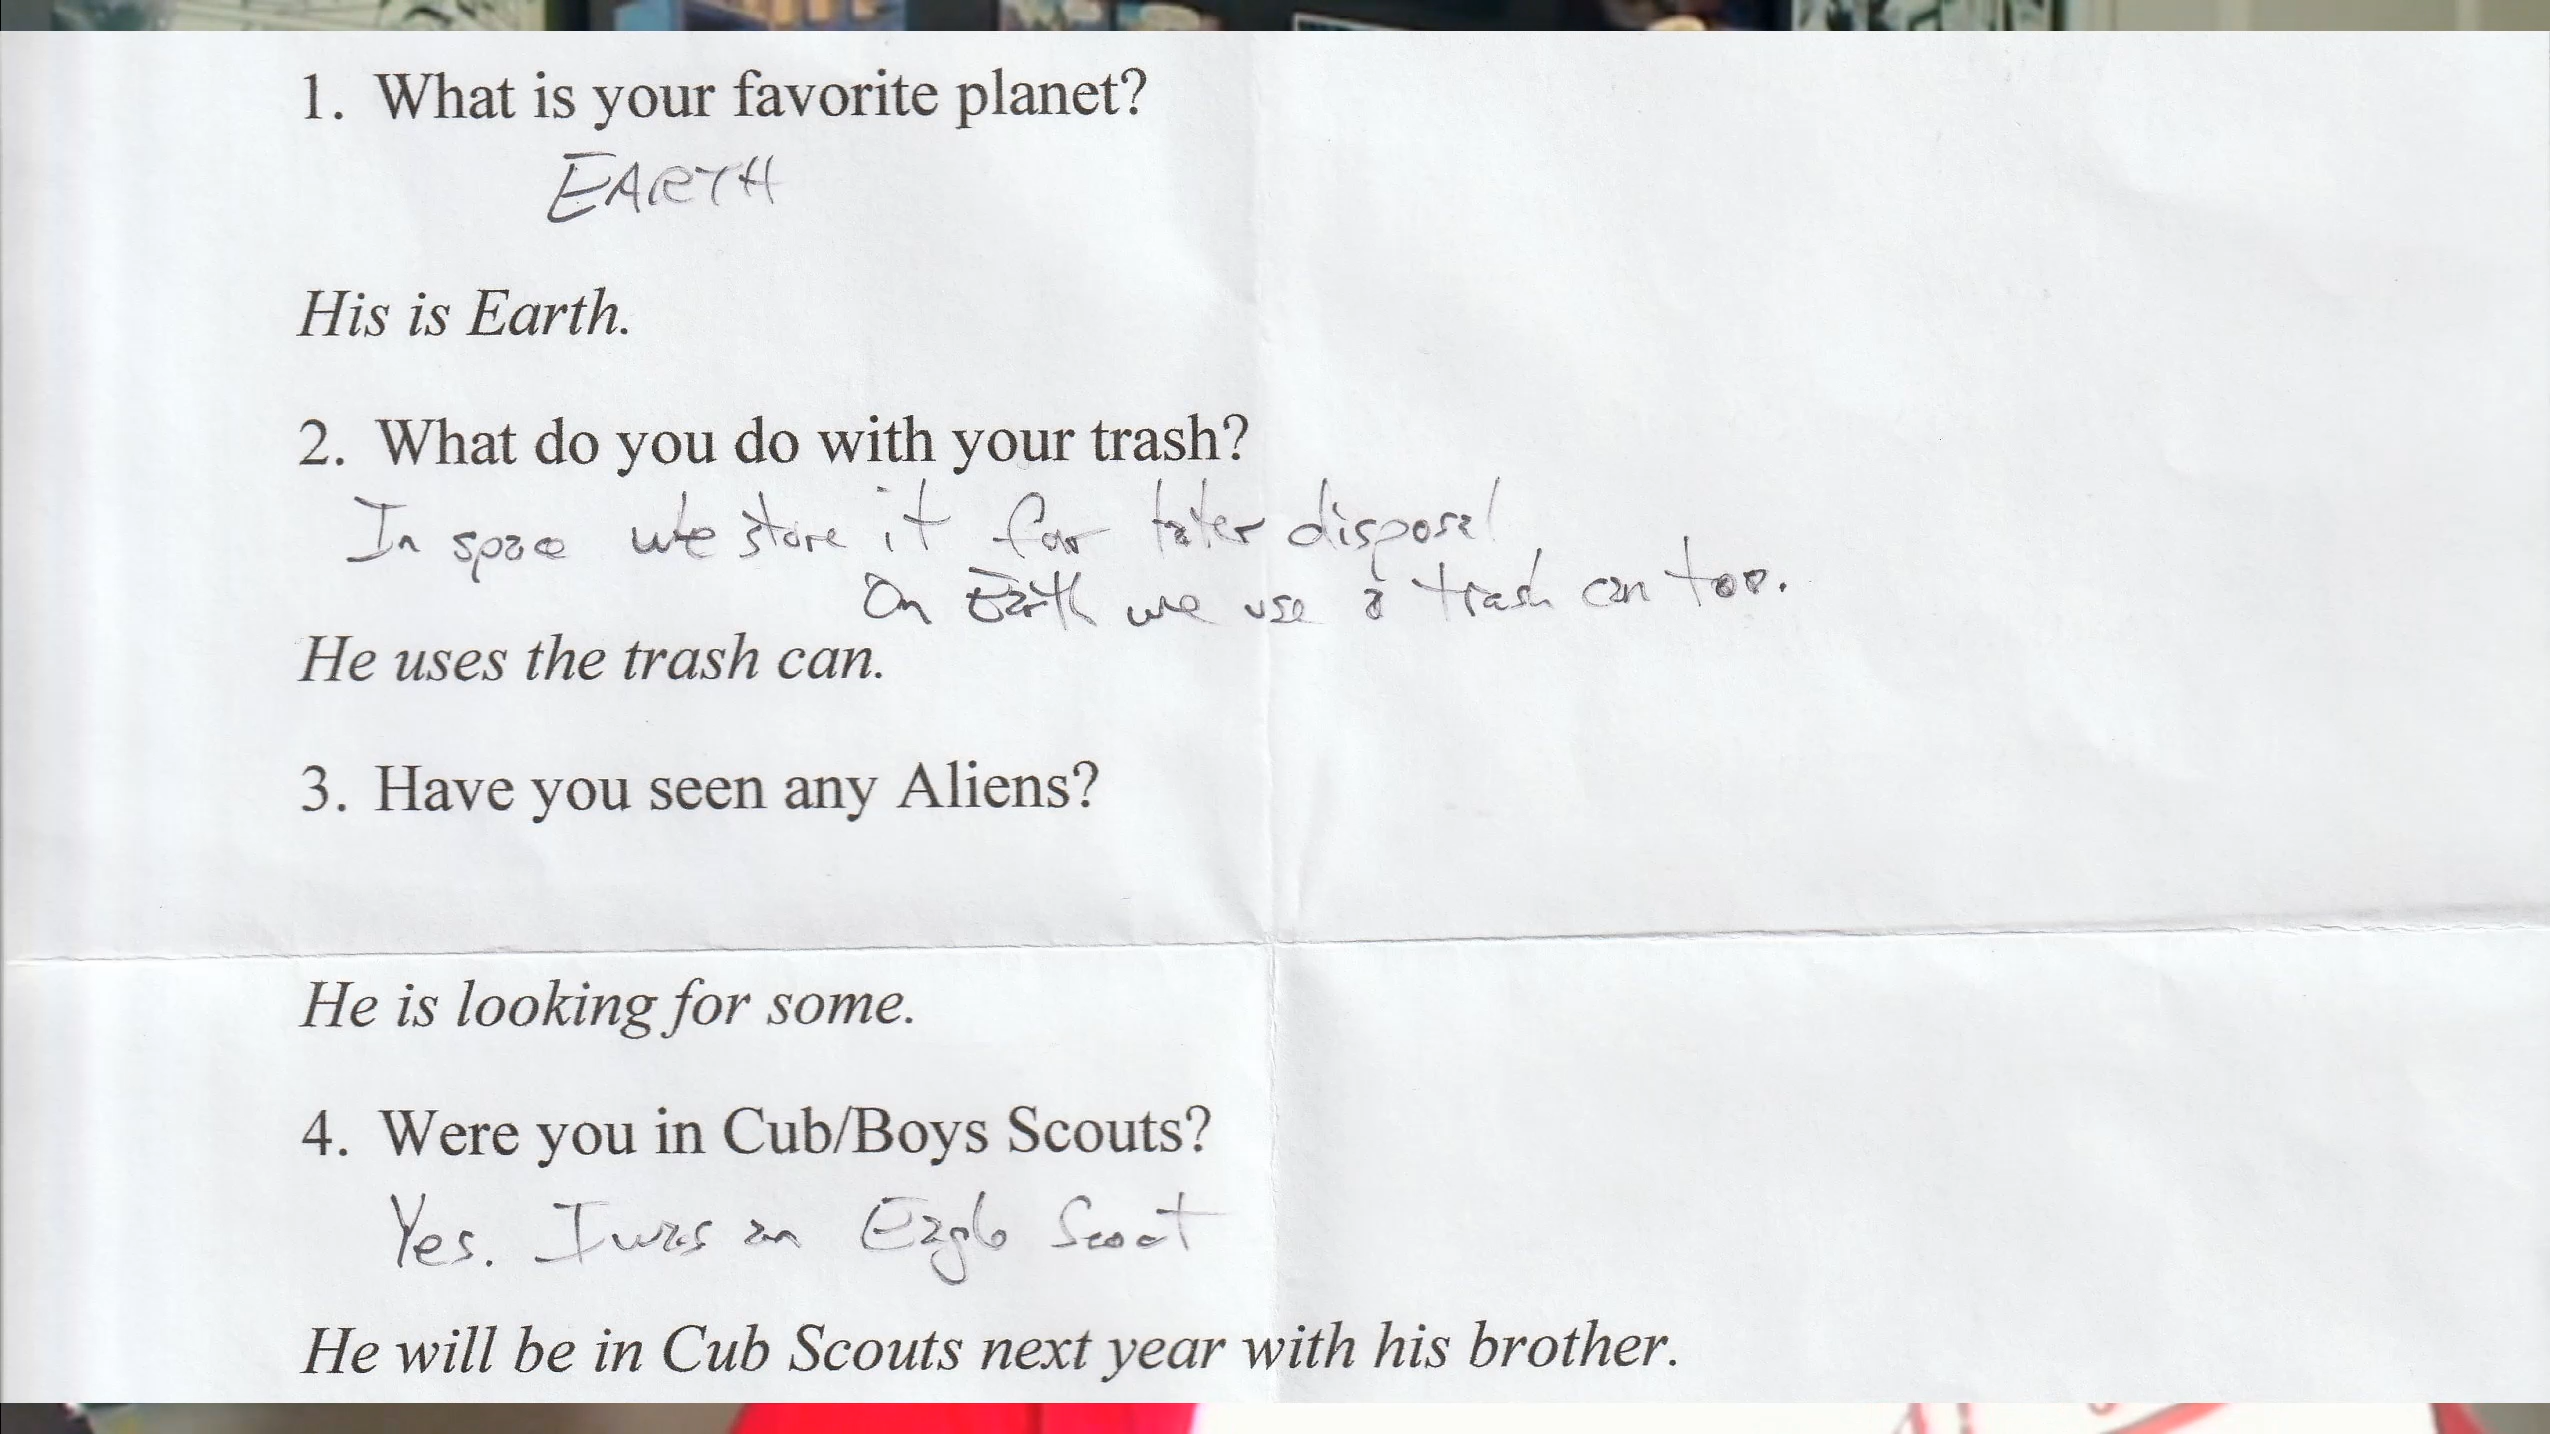 1. What is your favorite planet?
EARTH
His is Earth.
2. What do you do with your trash?
In space we store it for later disposal
On Earth we use a trash can too.
He uses the trash can.
3. Have you seen any Aliens?
He is looking for some.
4. Were you in Cub/Boys Scouts?
Yes. I was an Eagle Scout
He will be in Cub Scouts next year with his brother.